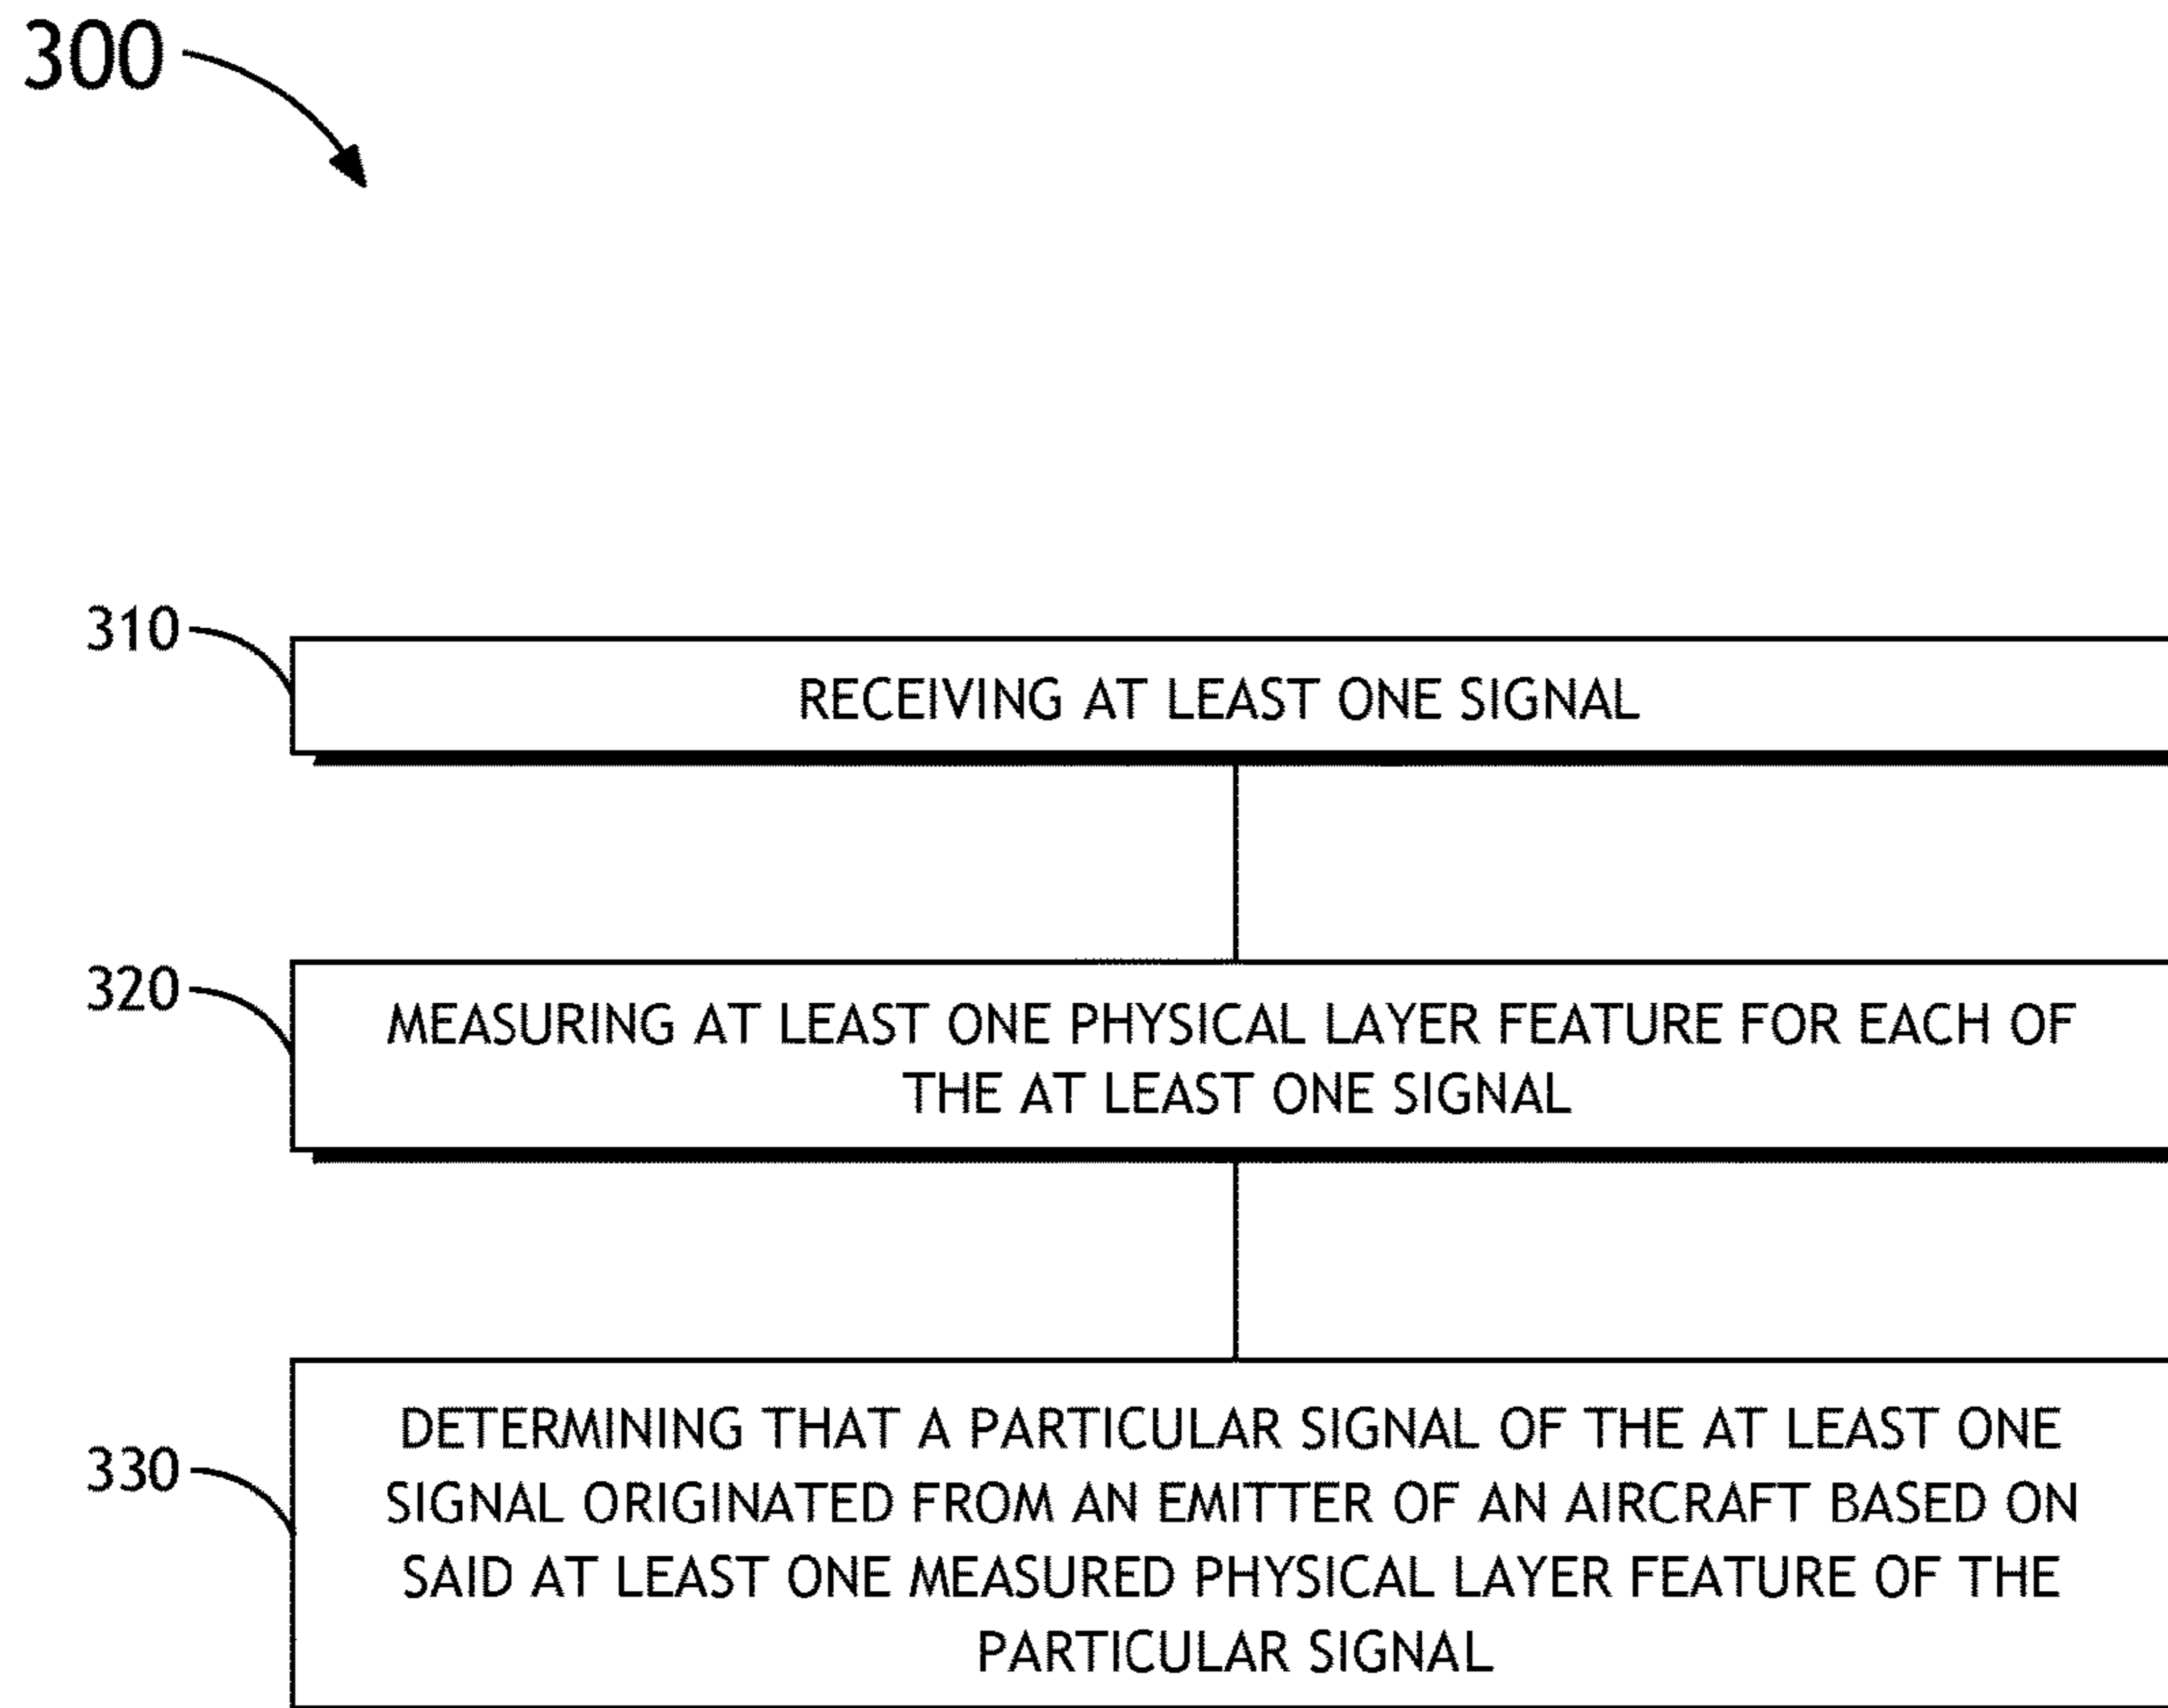 300
310
RECEIVING AT LEAST ONE SIGNAL
320
MEASURING AT LEAST ONE PHYSICAL LAYER FEATURE FOR EACH OF
THE AT LEAST ONE SIGNAL
330
DETERMINING THAT A PARTICULAR SIGNAL OF THE AT LEAST ONE
SIGNAL ORIGINATED FROM AN EMITTER OF AN AIRCRAFT BASED ON
SAID AT LEAST ONE MEASURED PHYSICAL LAYER FEATURE OF THE
PARTICULAR SIGNAL